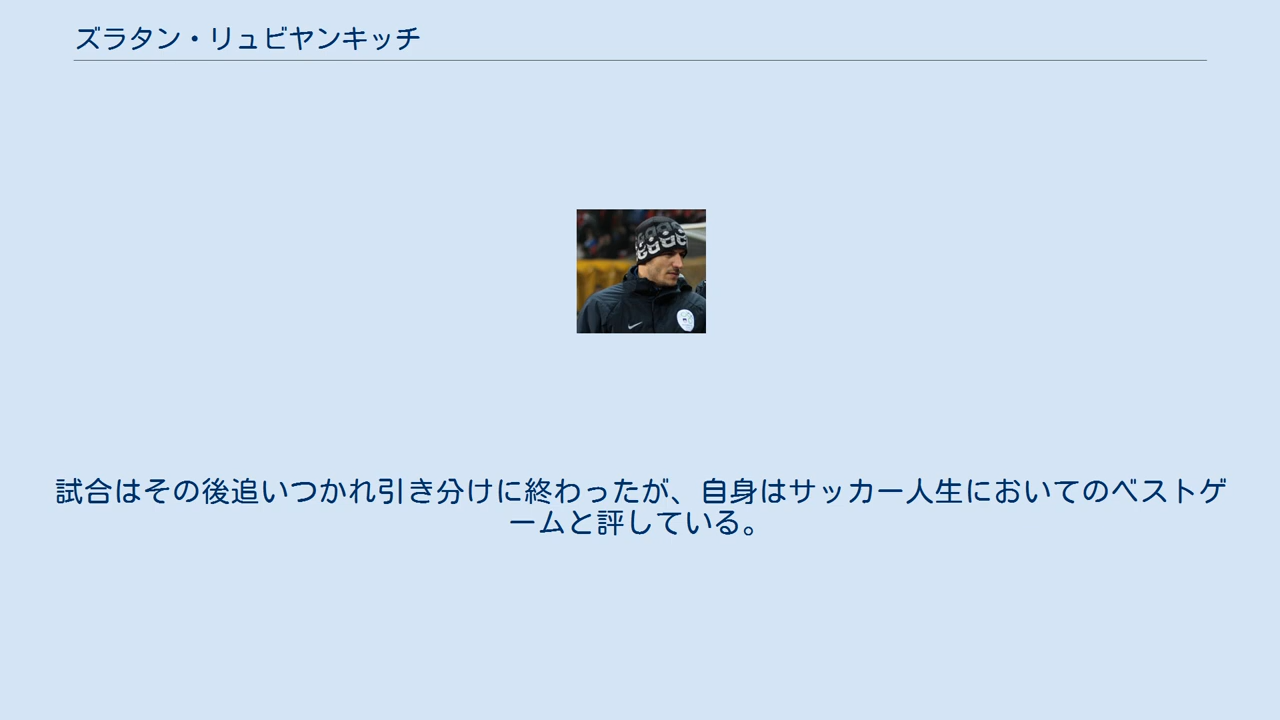 ズラタン・リュビヤンキッチ
試合はその後追いつかれ引き分けに終わったが、自身はサッカー人生においてのベストゲ
ームと評している。